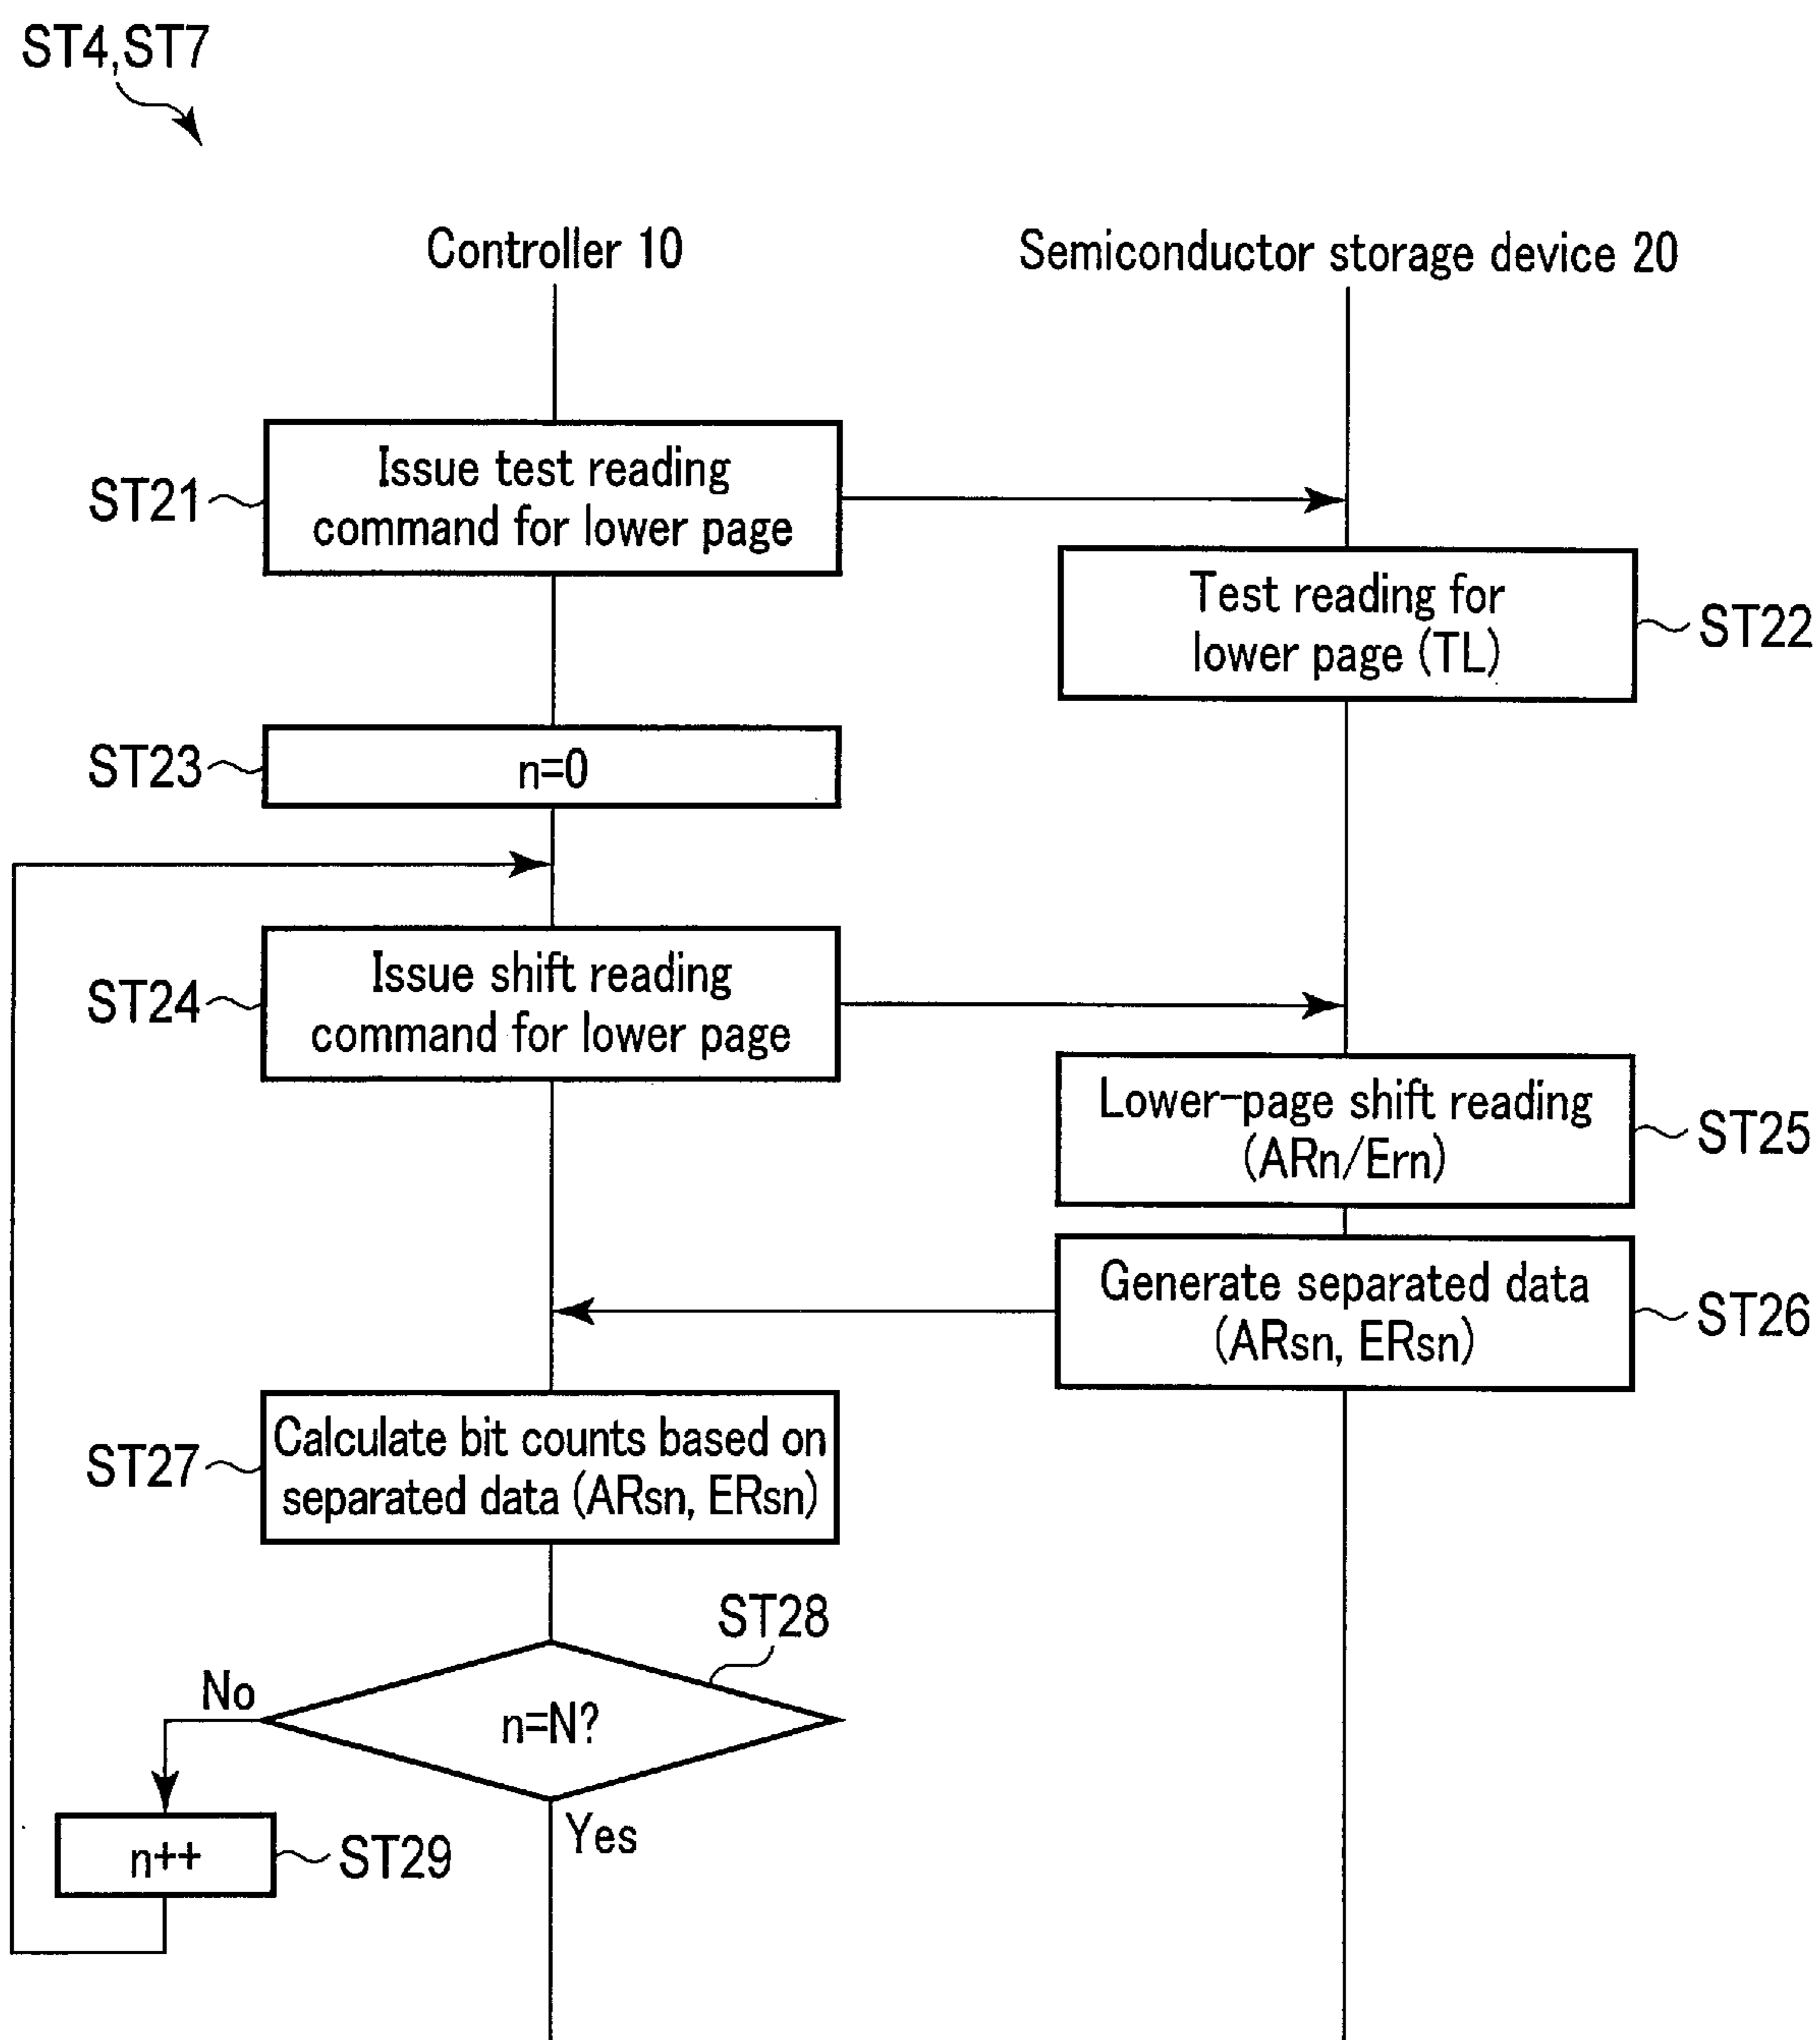 ST4,ST7
Controller 10
Semiconductor storage device 20
ST21
Issue test reading
command for lower page
Test reading for
lower page (TL)
ST22
ST23
n=0
ST24
Issue shift reading
command for lower page
Lower-page shift reading
(ARn/Ern)
ST25
Generate separated data
(ARsn, ERsn)
ST26
ST27
Calculate bit counts based on
separated data (ARsn, ERsn)
ST28
n=N?
No
Yes
n++
ST29